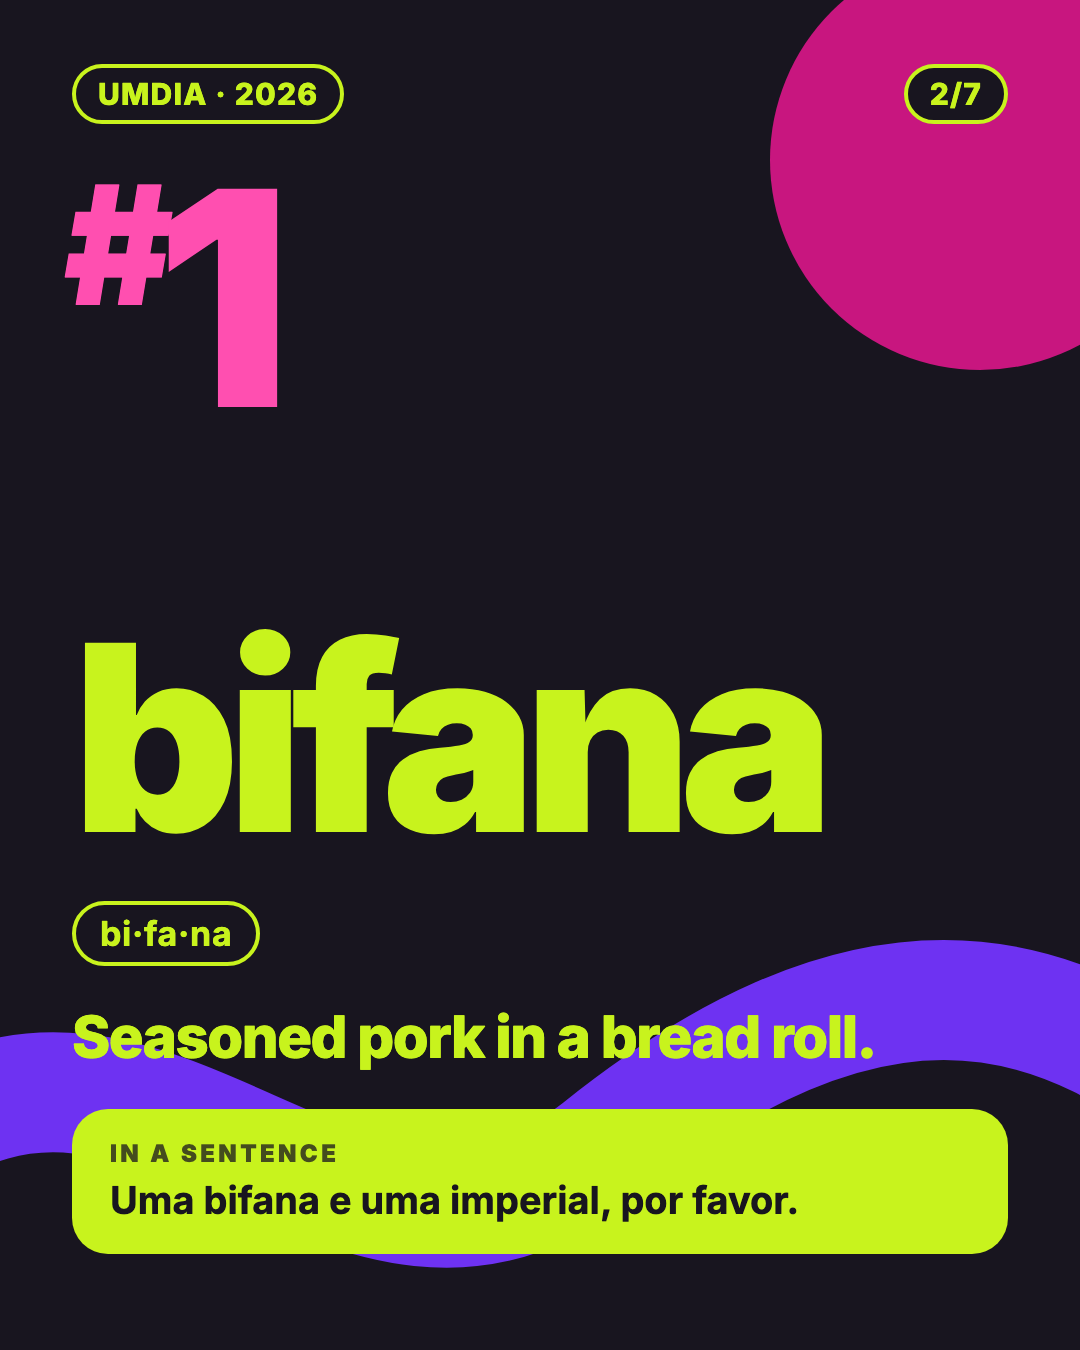 UMDIA · 2026
2/7
#1
bifana
bi·fa·na
Seasoned pork in a bread roll.
IN A SENTENCE
Uma bifana e uma imperial, por favor.